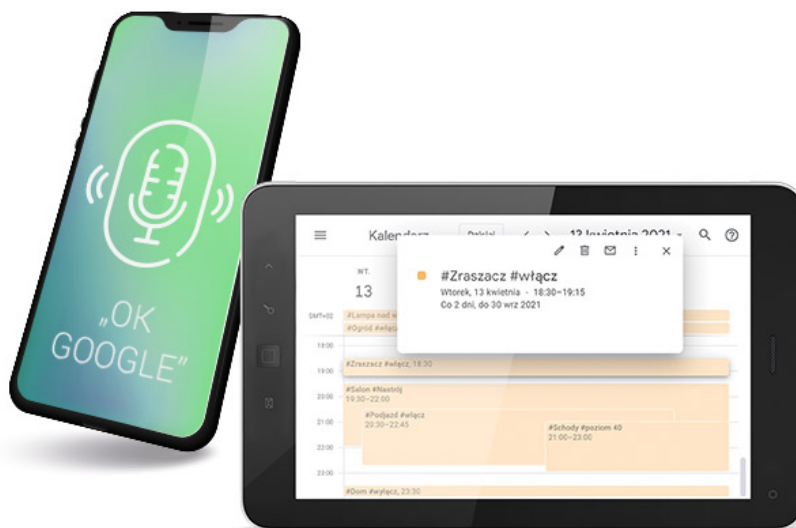 „OK
GOOGLE”
Kalendarz
Dzisiaj
13 kwietnia 2021
WT.
13
#Zraszacz #włącz
Wtorek, 13 kwietnia · 18:30–19:15
Co 2 dni, do 30 wrz 2021
GMT+02
#Lampa nad w
#Ogród #włącz
18:00
#Zraszacz #włącz, 18:30
19:00
#Salon #Nastrój
19:30–22:00
20:00
#Podjazd #włącz
20:30–22:45
21:00
#Schody #poziom 40
21:00–23:00
22:00
23:00
#Dom #wyłącz, 23:30